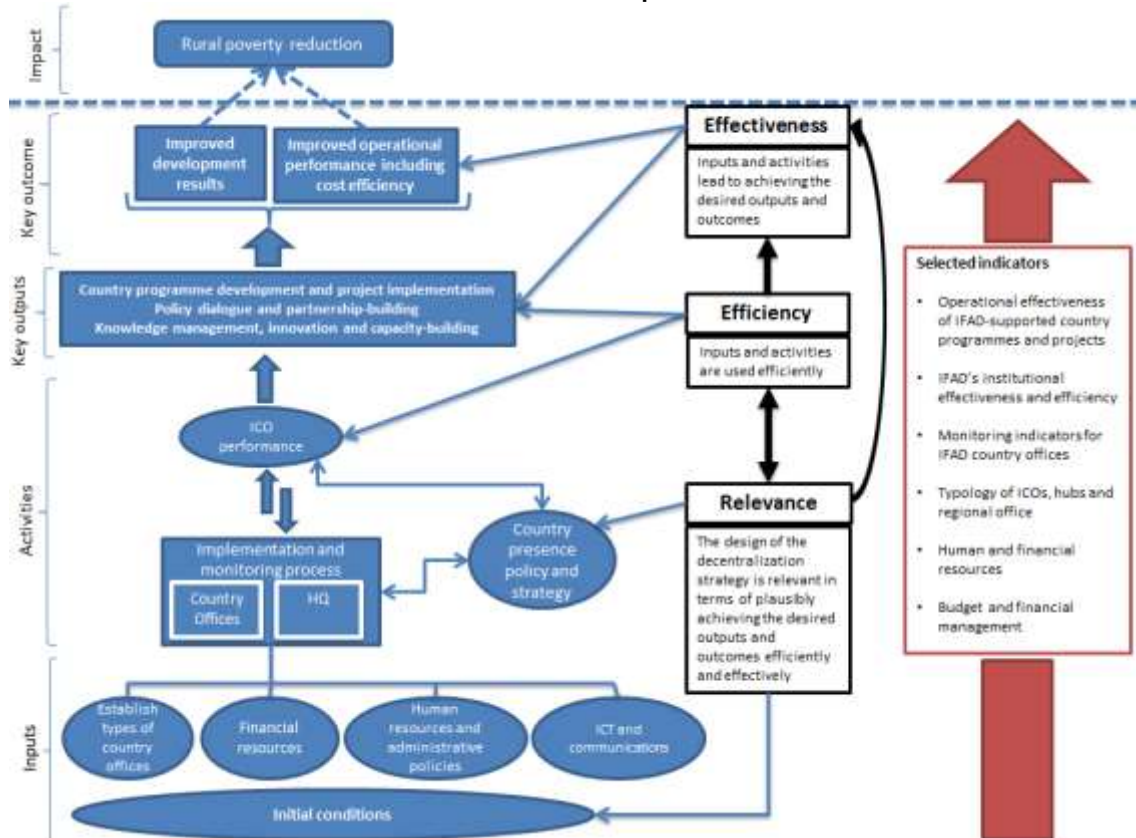 Impact
Rural poverty reduction
Key outcome
Improved
development
results
Improved operational
performance including
cost efficiency
Key outputs
Country programme development and project implementation
Policy dialogue and partnership-building
Knowledge management, innovation and capacity-building
Activities
ICO
performance
Implementation and
monitoring process
Country
Offices
HQ
Country
presence
policy and
strategy
Inputs
Establish
types of
country
offices
Financial
resources
Human
resources and
administrative
policies
ICT and
communications
Initial conditions
Effectiveness
Inputs and activities
lead to achieving the
desired outputs and
outcomes
Efficiency
Inputs and activities
are used efficiently
Relevance
The design of the
decentralization
strategy is relevant in
terms of plausibly
achieving the desired
outputs and
outcomes efficiently
and effectively
Selected indicators
• Operational effectiveness
of IFAD-supported country
programmes and projects
• IFAD's institutional
effectiveness and efficiency
• Monitoring indicators for
IFAD country offices
• Typology of ICOs, hubs and
regional office
• Human and financial
resources
• Budget and financial
management